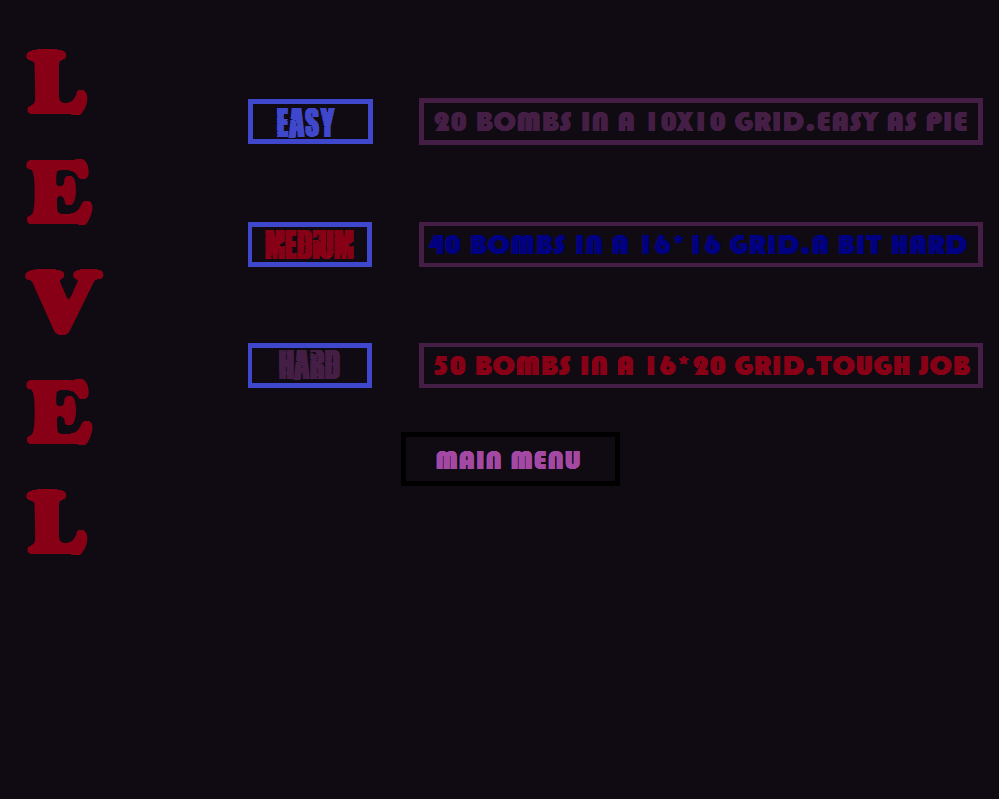 LEVEL
EASY
20 BOMBS IN A 10X10 GRID.EASY AS PIE
MEDIUM
40 BOMBS IN A 16*16 GRID.A BIT HARD
HARD
50 BOMBS IN A 16*20 GRID.TOUGH JOB
MAIN MENU